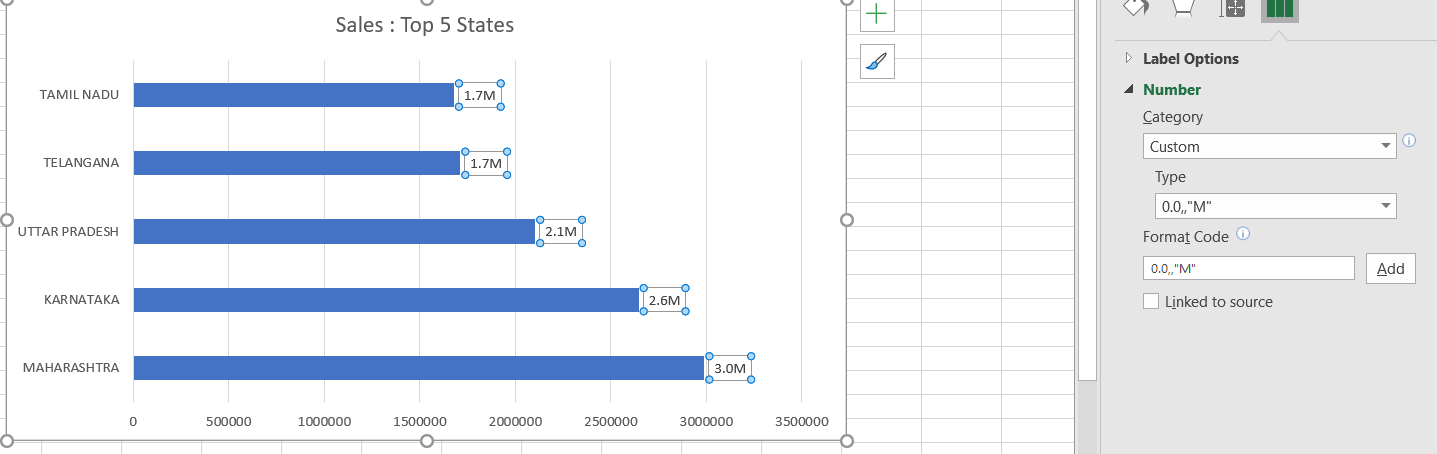 Sales : Top 5 States
TAMIL NADU
1.7M
TELANGANA
1.7M
UTTAR PRADESH
2.1M
KARNATAKA
2.6M
MAHARASHTRA
3.0M
0 500000 1000000 1500000 2000000 2500000 3000000 3500000
Label Options
Number
Category
Custom
Type
0.0,,"M"
Format Code
0.0,,"M"
Add
Linked to source